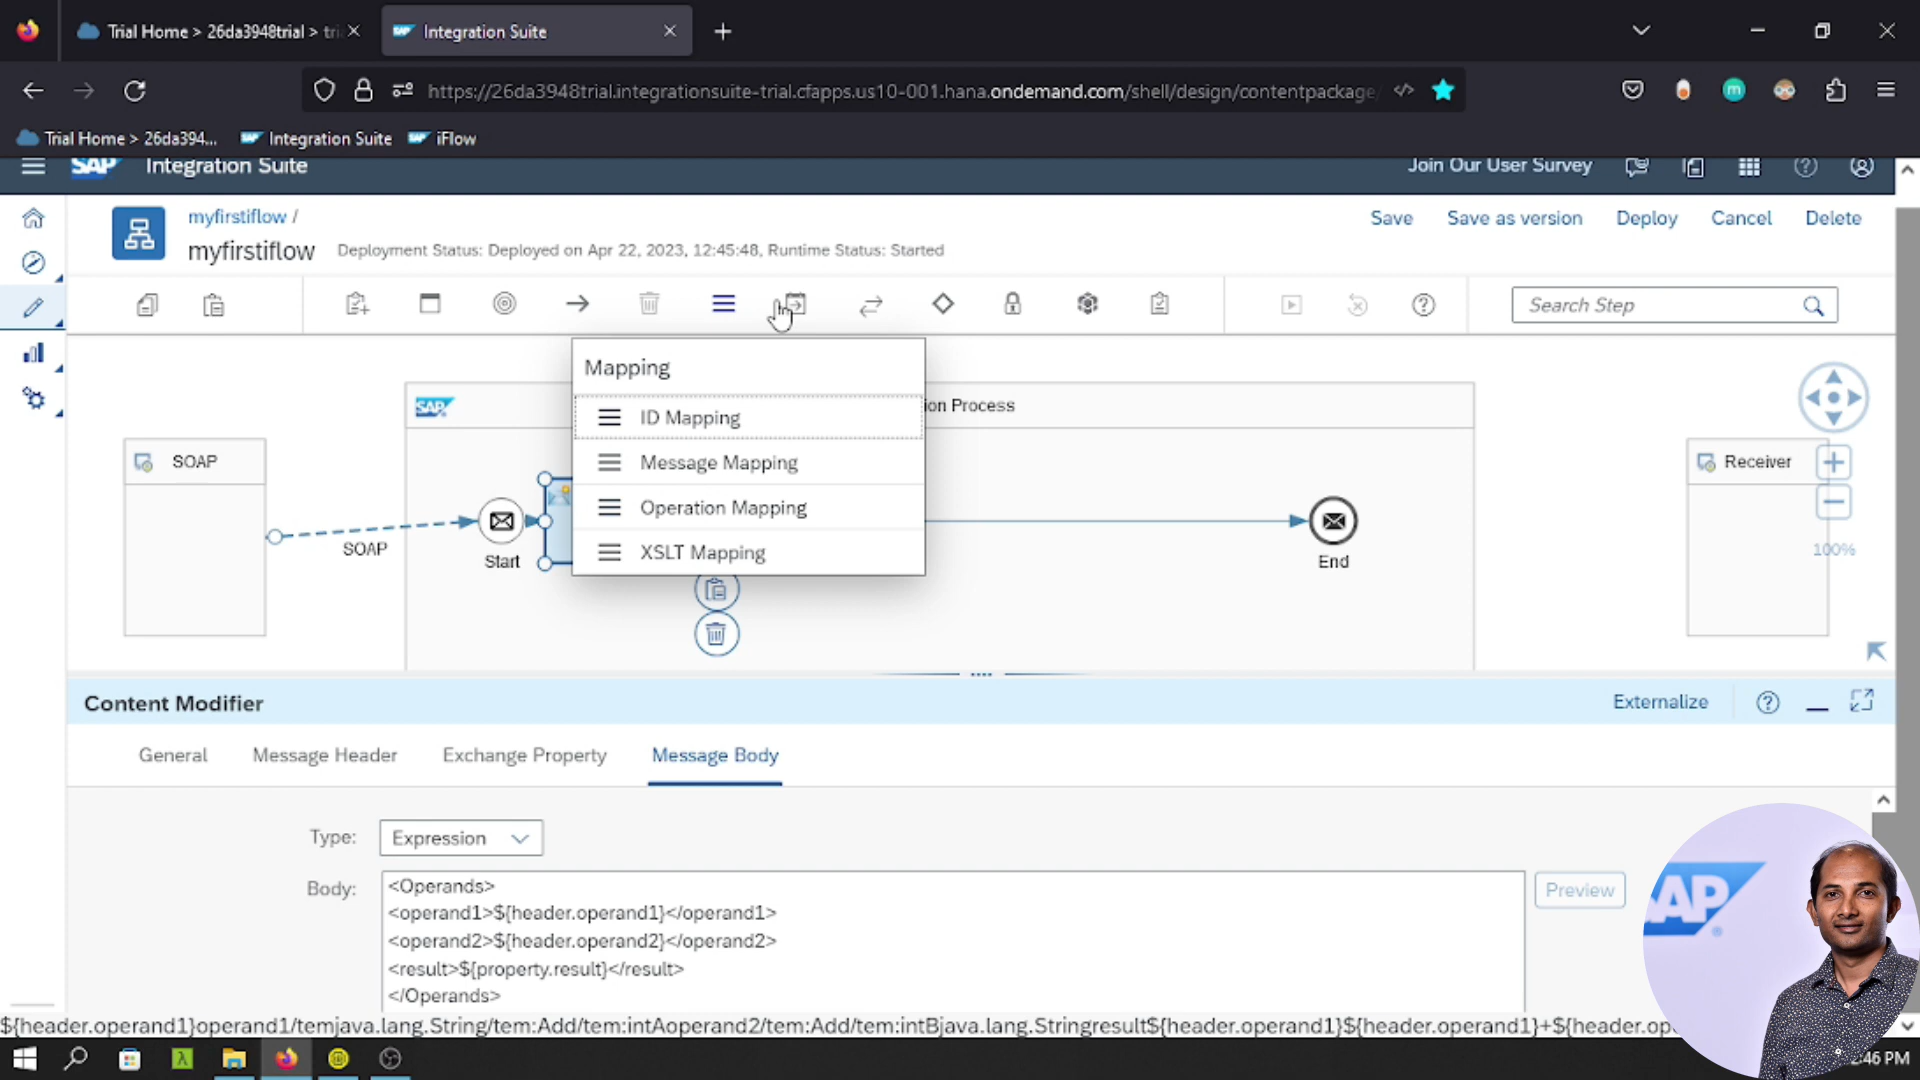 Trial Home > 26da3948trial > tri
Integration Suite
https://26da3948trial.integrationsuite-trial.cfapps.us10-001.hana.ondemand.com/shell/design/contentpackage
Trial Home > 26da394...
Integration Suite
iFlow
SAP
Integration Suite
Join Our User Survey
myfirstiflow /
myfirstiflow
Deployment Status: Deployed on Apr 22, 2023, 12:45:48, Runtime Status: Started
Save
Save as version
Deploy
Cancel
Delete
Search Step
Mapping
ID Mapping
Message Mapping
Operation Mapping
XSLT Mapping
SAP
ion Process
SOAP
Receiver
SOAP
Start
End
100%
Content Modifier
Externalize
General
Message Header
Exchange Property
Message Body
Type:
Expression
Body:
<Operands>
<operand1>${header.operand1}</operand1>
<operand2>${header.operand2}</operand2>
<result>${property.result}</result>
</Operands>
Preview
SAP
${header.operand1}operand1/temjava.lang.String/tem:Add/tem:intAoperand2/tem:Add/tem:intBjava.lang.Stringresult${header.operand1}${header.operand1}+${header.op
:46 PM